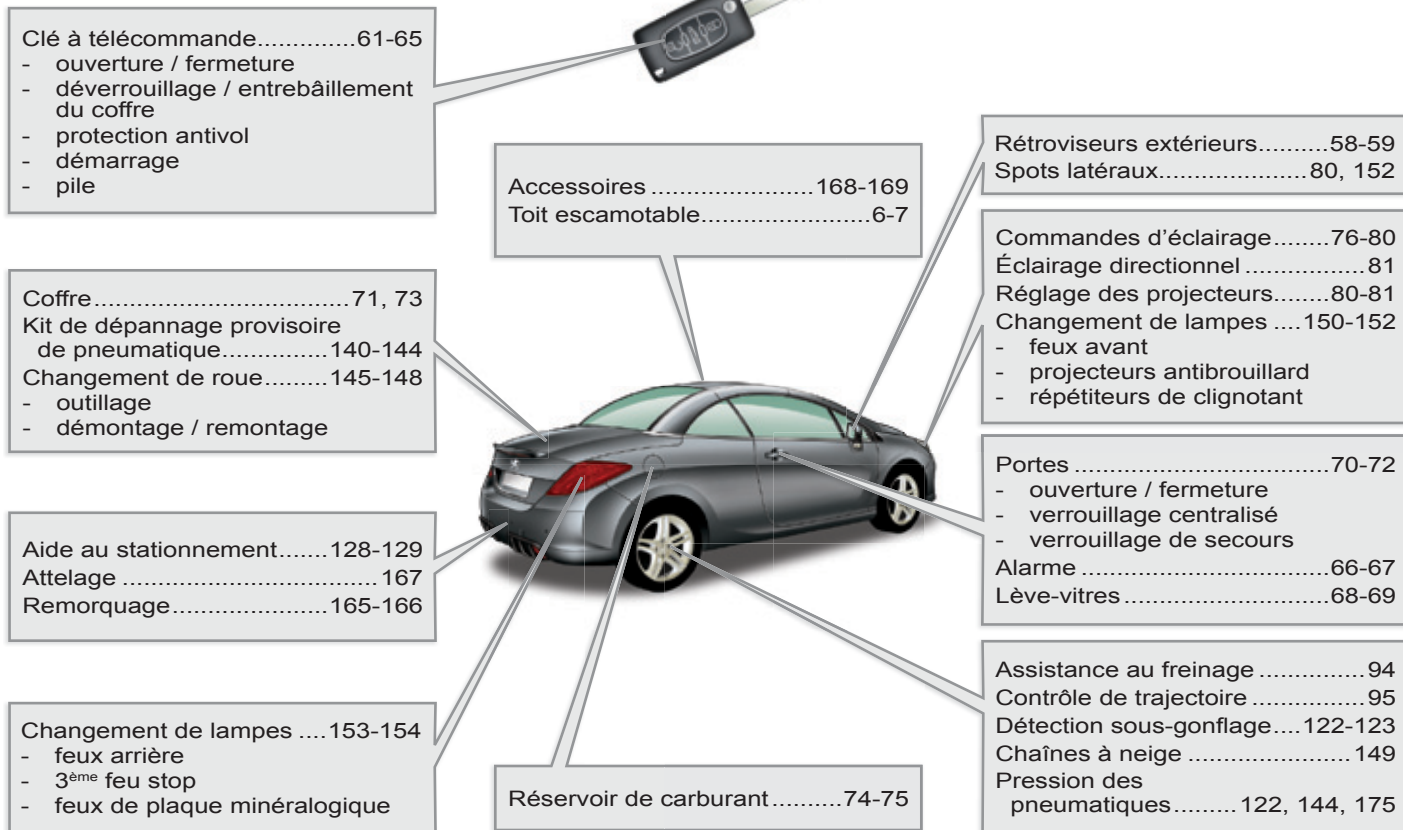 Clé à télécommande..............61-65
- ouverture / fermeture
- déverrouillage / entrebâillement
du coffre
- protection antivol
- démarrage
- pile
Accessoires .......................168-169
Toit escamotable........................6-7
Rétroviseurs extérieurs..........58-59
Spots latéraux.....................80, 152
Coffre....................................71, 73
Kit de dépannage provisoire
de pneumatique...............140-144
Changement de roue.........145-148
- outillage
- démontage / remontage
Commandes d’éclairage........76-80
Éclairage directionnel .................81
Réglage des projecteurs........80-81
Changement de lampes ....150-152
- feux avant
- projecteurs antibrouillard
- répétiteurs de clignotant
Portes ....................................70-72
- ouverture / fermeture
- verrouillage centralisé
- verrouillage de secours
Alarme ...................................66-67
Lève-vitres .............................68-69
Aide au stationnement.......128-129
Attelage ....................................167
Remorquage......................165-166
Changement de lampes ....153-154
- feux arrière
- 3ème feu stop
- feux de plaque minéralogique
Réservoir de carburant..........74-75
Assistance au freinage ...............94
Contrôle de trajectoire ................95
Détection sous-gonflage....122-123
Chaînes à neige .......................149
Pression des
pneumatiques.........122, 144, 175